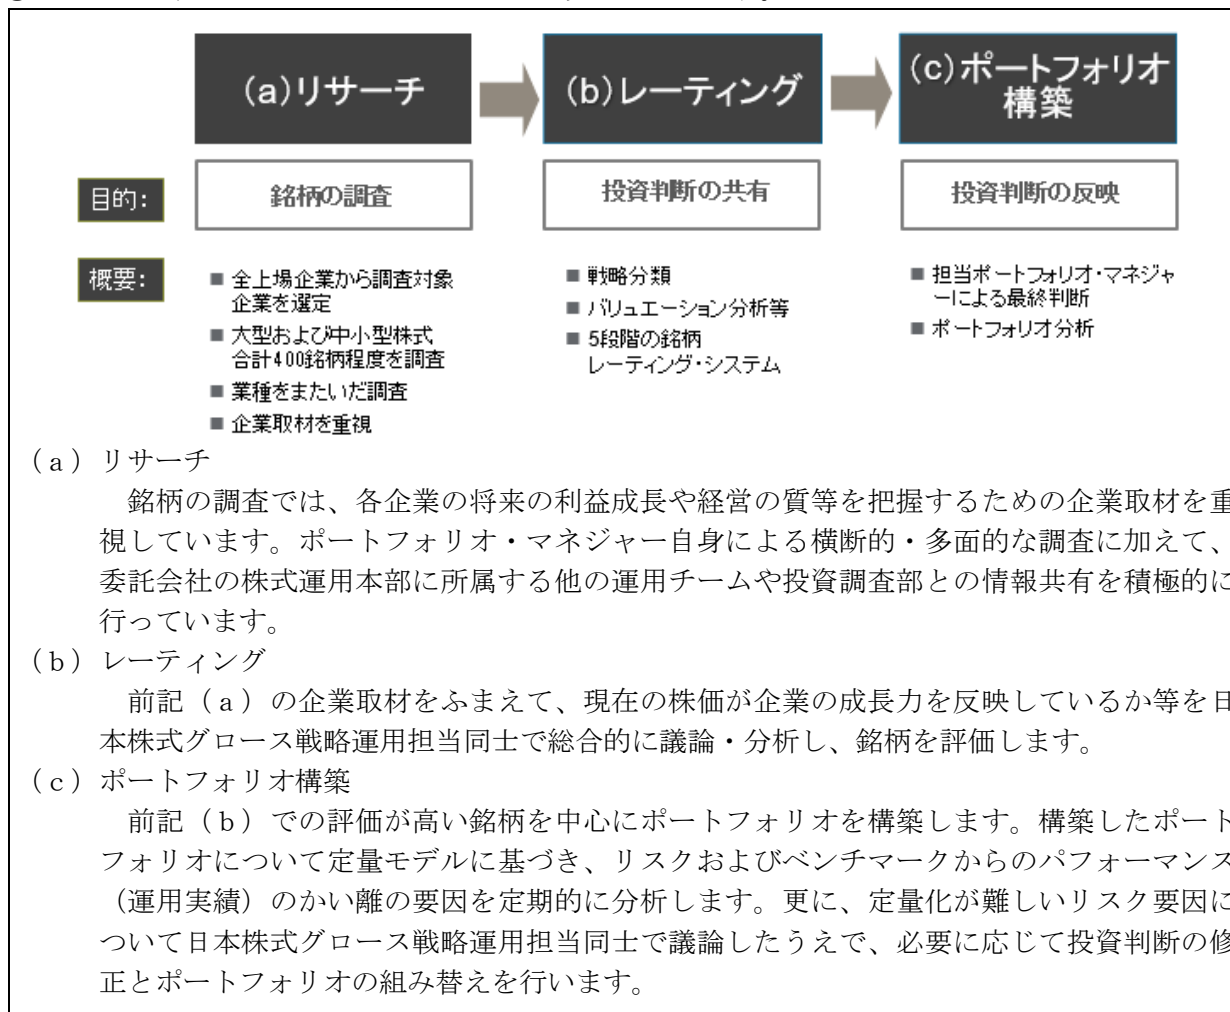 (a)リサーチ
(b)レーティング
(c)ポートフォリオ
構築
目的:
銘柄の調査
投資判断の共有
投資判断の反映
概要:
■ 全上場企業から調査対象
企業を選定
■ 大型および中小型株式
合計400銘柄程度を調査
■ 業種をまたいだ調査
■ 企業取材を重視
■ 戦略分類
■ バリュエーション分析等
■ 5段階の銘柄
レーティング・システム
■ 担当ポートフォリオ・マネジャ
ーによる最終判断
■ ポートフォリオ分析
(a)リサーチ
銘柄の調査では、各企業の将来の利益成長や経営の質等を把握するための企業取材を重
視しています。ポートフォリオ・マネジャー自身による横断的・多面的な調査に加えて、
委託会社の株式運用本部に所属する他の運用チームや投資調査部との情報共有を積極的に
行っています。
(b)レーティング
前記(a)の企業取材をふまえて、現在の株価が企業の成長力を反映しているか等を日
本株式グロース戦略運用担当同士で総合的に議論・分析し、銘柄を評価します。
(c)ポートフォリオ構築
前記(b)での評価が高い銘柄を中心にポートフォリオを構築します。構築したポート
フォリオについて定量モデルに基づき、リスクおよびベンチマークからのパフォーマンス
(運用実績)のかい離の要因を定期的に分析します。更に、定量化が難しいリスク要因に
ついて日本株式グロース戦略運用担当同士で議論したうえで、必要に応じて投資判断の修
正とポートフォリオの組み替えを行います。